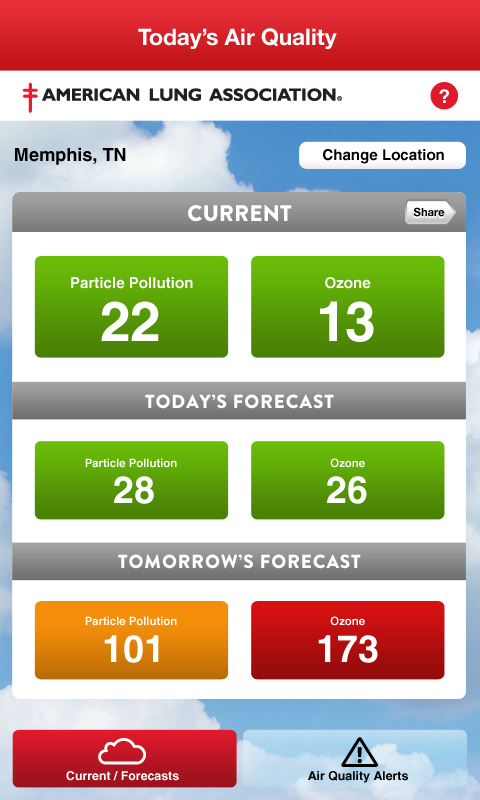 Today's Air Quality
AMERICAN LUNG ASSOCIATION®
?
Memphis, TN
Change Location
CURRENT
Share
Particle Pollution
22
Ozone
13
TODAY'S FORECAST
Particle Pollution
28
Ozone
26
TOMORROW'S FORECAST
Particle Pollution
101
Ozone
173
Current / Forecasts
Air Quality Alerts